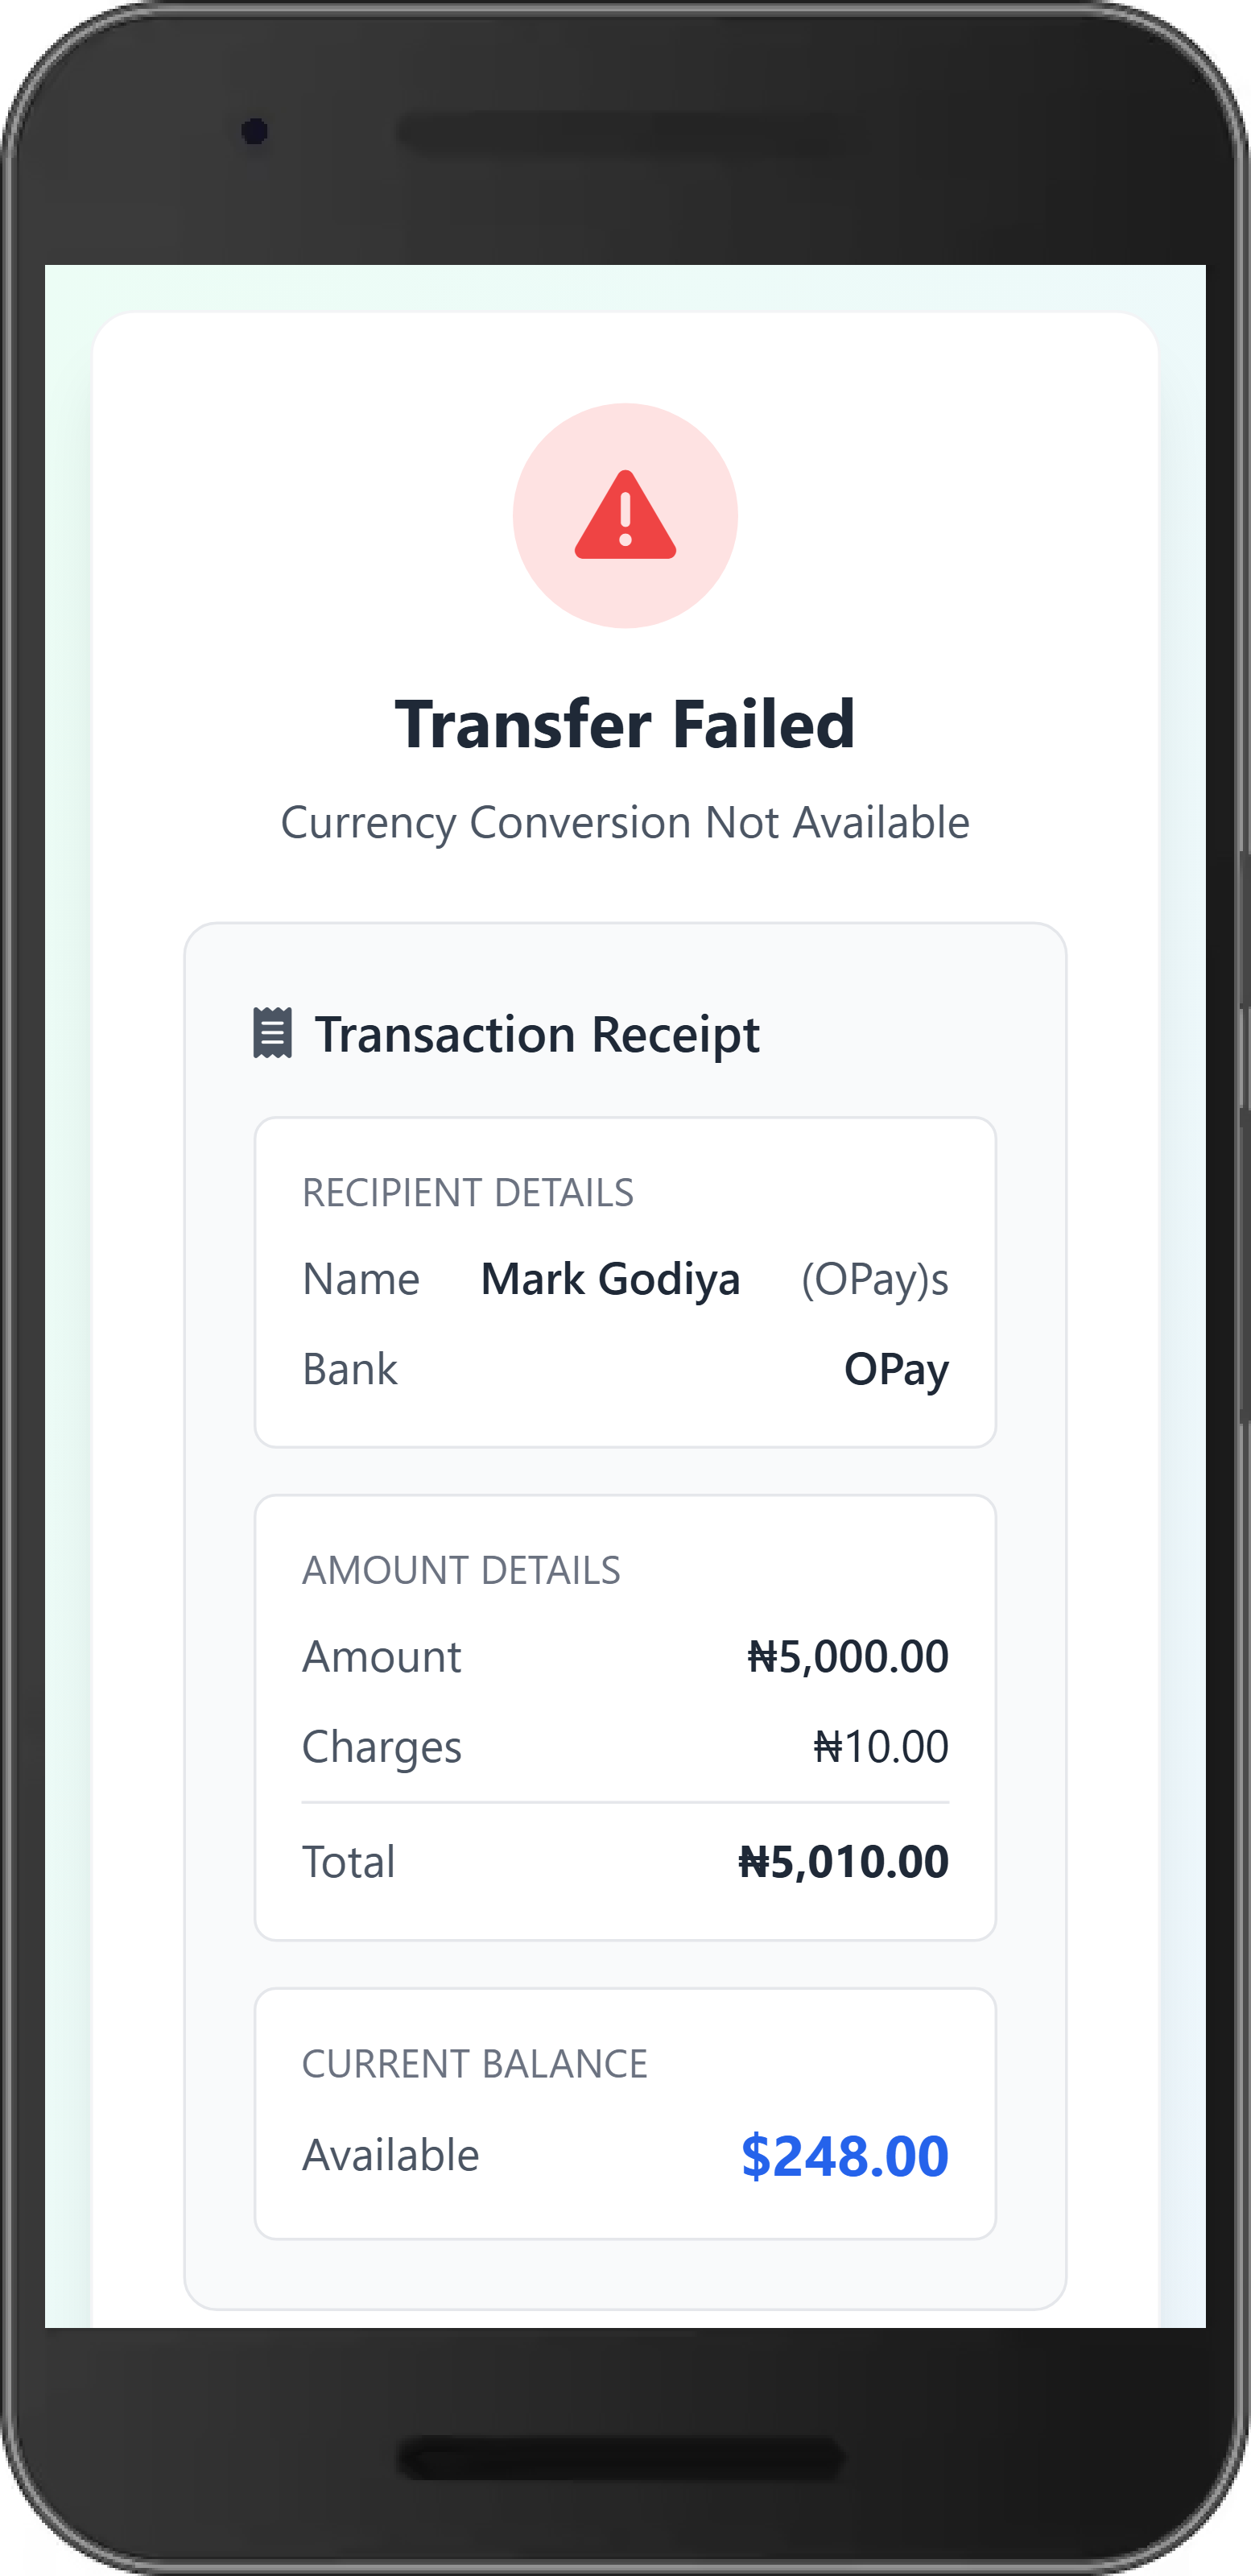 Transfer Failed
Currency Conversion Not Available
Transaction Receipt
RECIPIENT DETAILS
Name Mark Godiya (OPay)s
Bank OPay
AMOUNT DETAILS
Amount ₦5,000.00
Charges ₦10.00
Total ₦5,010.00
CURRENT BALANCE
Available $248.00